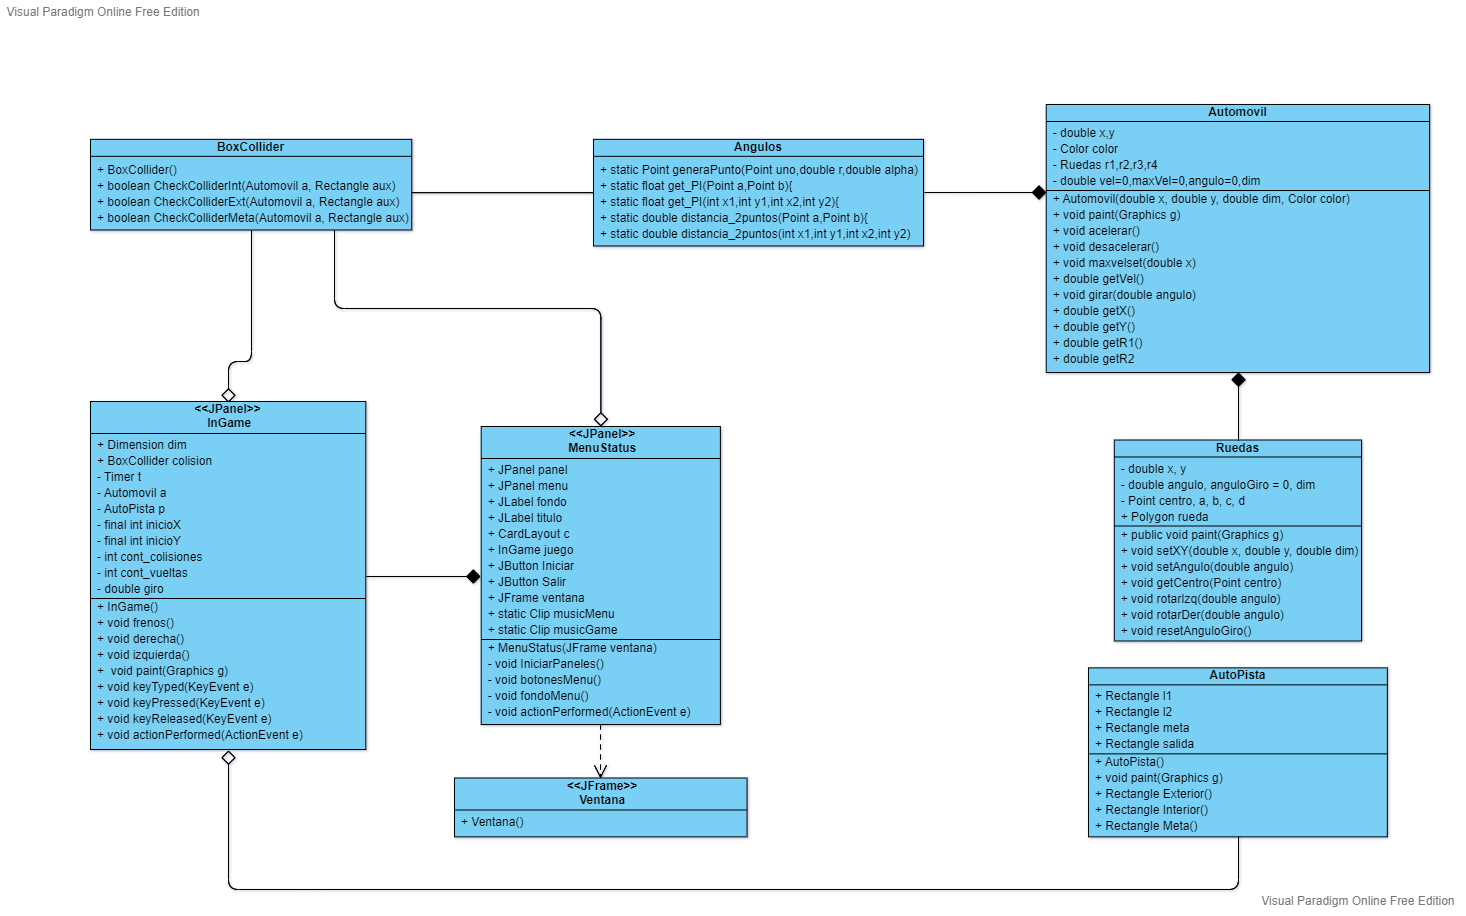 Visual Paradigm Online Free Edition
BoxCollider
+ BoxCollider()
+ boolean CheckColliderInt(Automovil a, Rectangle aux)
+ boolean CheckColliderExt(Automovil a, Rectangle aux)
+ boolean CheckColliderMeta(Automovil a, Rectangle aux)
Angulos
+ static Point generaPunto(Point uno,double r,double alpha)
+ static float get_PI(Point a,Point b){
+ static float get_PI(int x1,int y1,int x2,int y2){
+ static double distancia_2puntos(Point a,Point b){
+ static double distancia_2puntos(int x1,int y1,int x2,int y2)
Automovil
- double x,y
- Color color
- Ruedas r1,r2,r3,r4
- double vel=0,maxVel=0,angulo=0,dim
+ Automovil(double x, double y, double dim, Color color)
+ void paint(Graphics g)
+ void acelerar()
+ void desacelerar()
+ void maxvelset(double x)
+ double getVel()
+ void girar(double angulo)
+ double getX()
+ double getY()
+ double getR1()
+ double getR2
<<JPanel>>
InGame
+ Dimension dim
+ BoxCollider colision
- Timer t
- Automovil a
- AutoPista p
- final int inicioX
- final int inicioY
- int cont_colisiones
- int cont_vueltas
- double giro
+ InGame()
+ void frenos()
+ void derecha()
+ void izquierda()
+  void paint(Graphics g)
+ void keyTyped(KeyEvent e)
+ void keyPressed(KeyEvent e)
+ void keyReleased(KeyEvent e)
+ void actionPerformed(ActionEvent e)
<<JPanel>>
MenuStatus
+ JPanel panel
+ JPanel menu
+ JLabel fondo
+ JLabel titulo
+ CardLayout c
+ InGame juego
+ JButton Iniciar
+ JButton Salir
+ JFrame ventana
+ static Clip musicMenu
+ static Clip musicGame
+ MenuStatus(JFrame ventana)
- void IniciarPaneles()
- void botonesMenu()
- void fondoMenu()
- void actionPerformed(ActionEvent e)
Ruedas
- double x, y
- double angulo, anguloGiro = 0, dim
- Point centro, a, b, c, d
+ Polygon rueda
+ public void paint(Graphics g)
+ void setXY(double x, double y, double dim)
+ void setAngulo(double angulo)
+ void getCentro(Point centro)
+ void rotarIzq(double angulo)
+ void rotarDer(double angulo)
+ void resetAnguloGiro()
AutoPista
+ Rectangle l1
+ Rectangle l2
+ Rectangle meta
+ Rectangle salida
+ AutoPista()
+ void paint(Graphics g)
+ Rectangle Exterior()
+ Rectangle Interior()
+ Rectangle Meta()
<<JFrame>>
Ventana
+ Ventana()
Visual Paradigm Online Free Edition